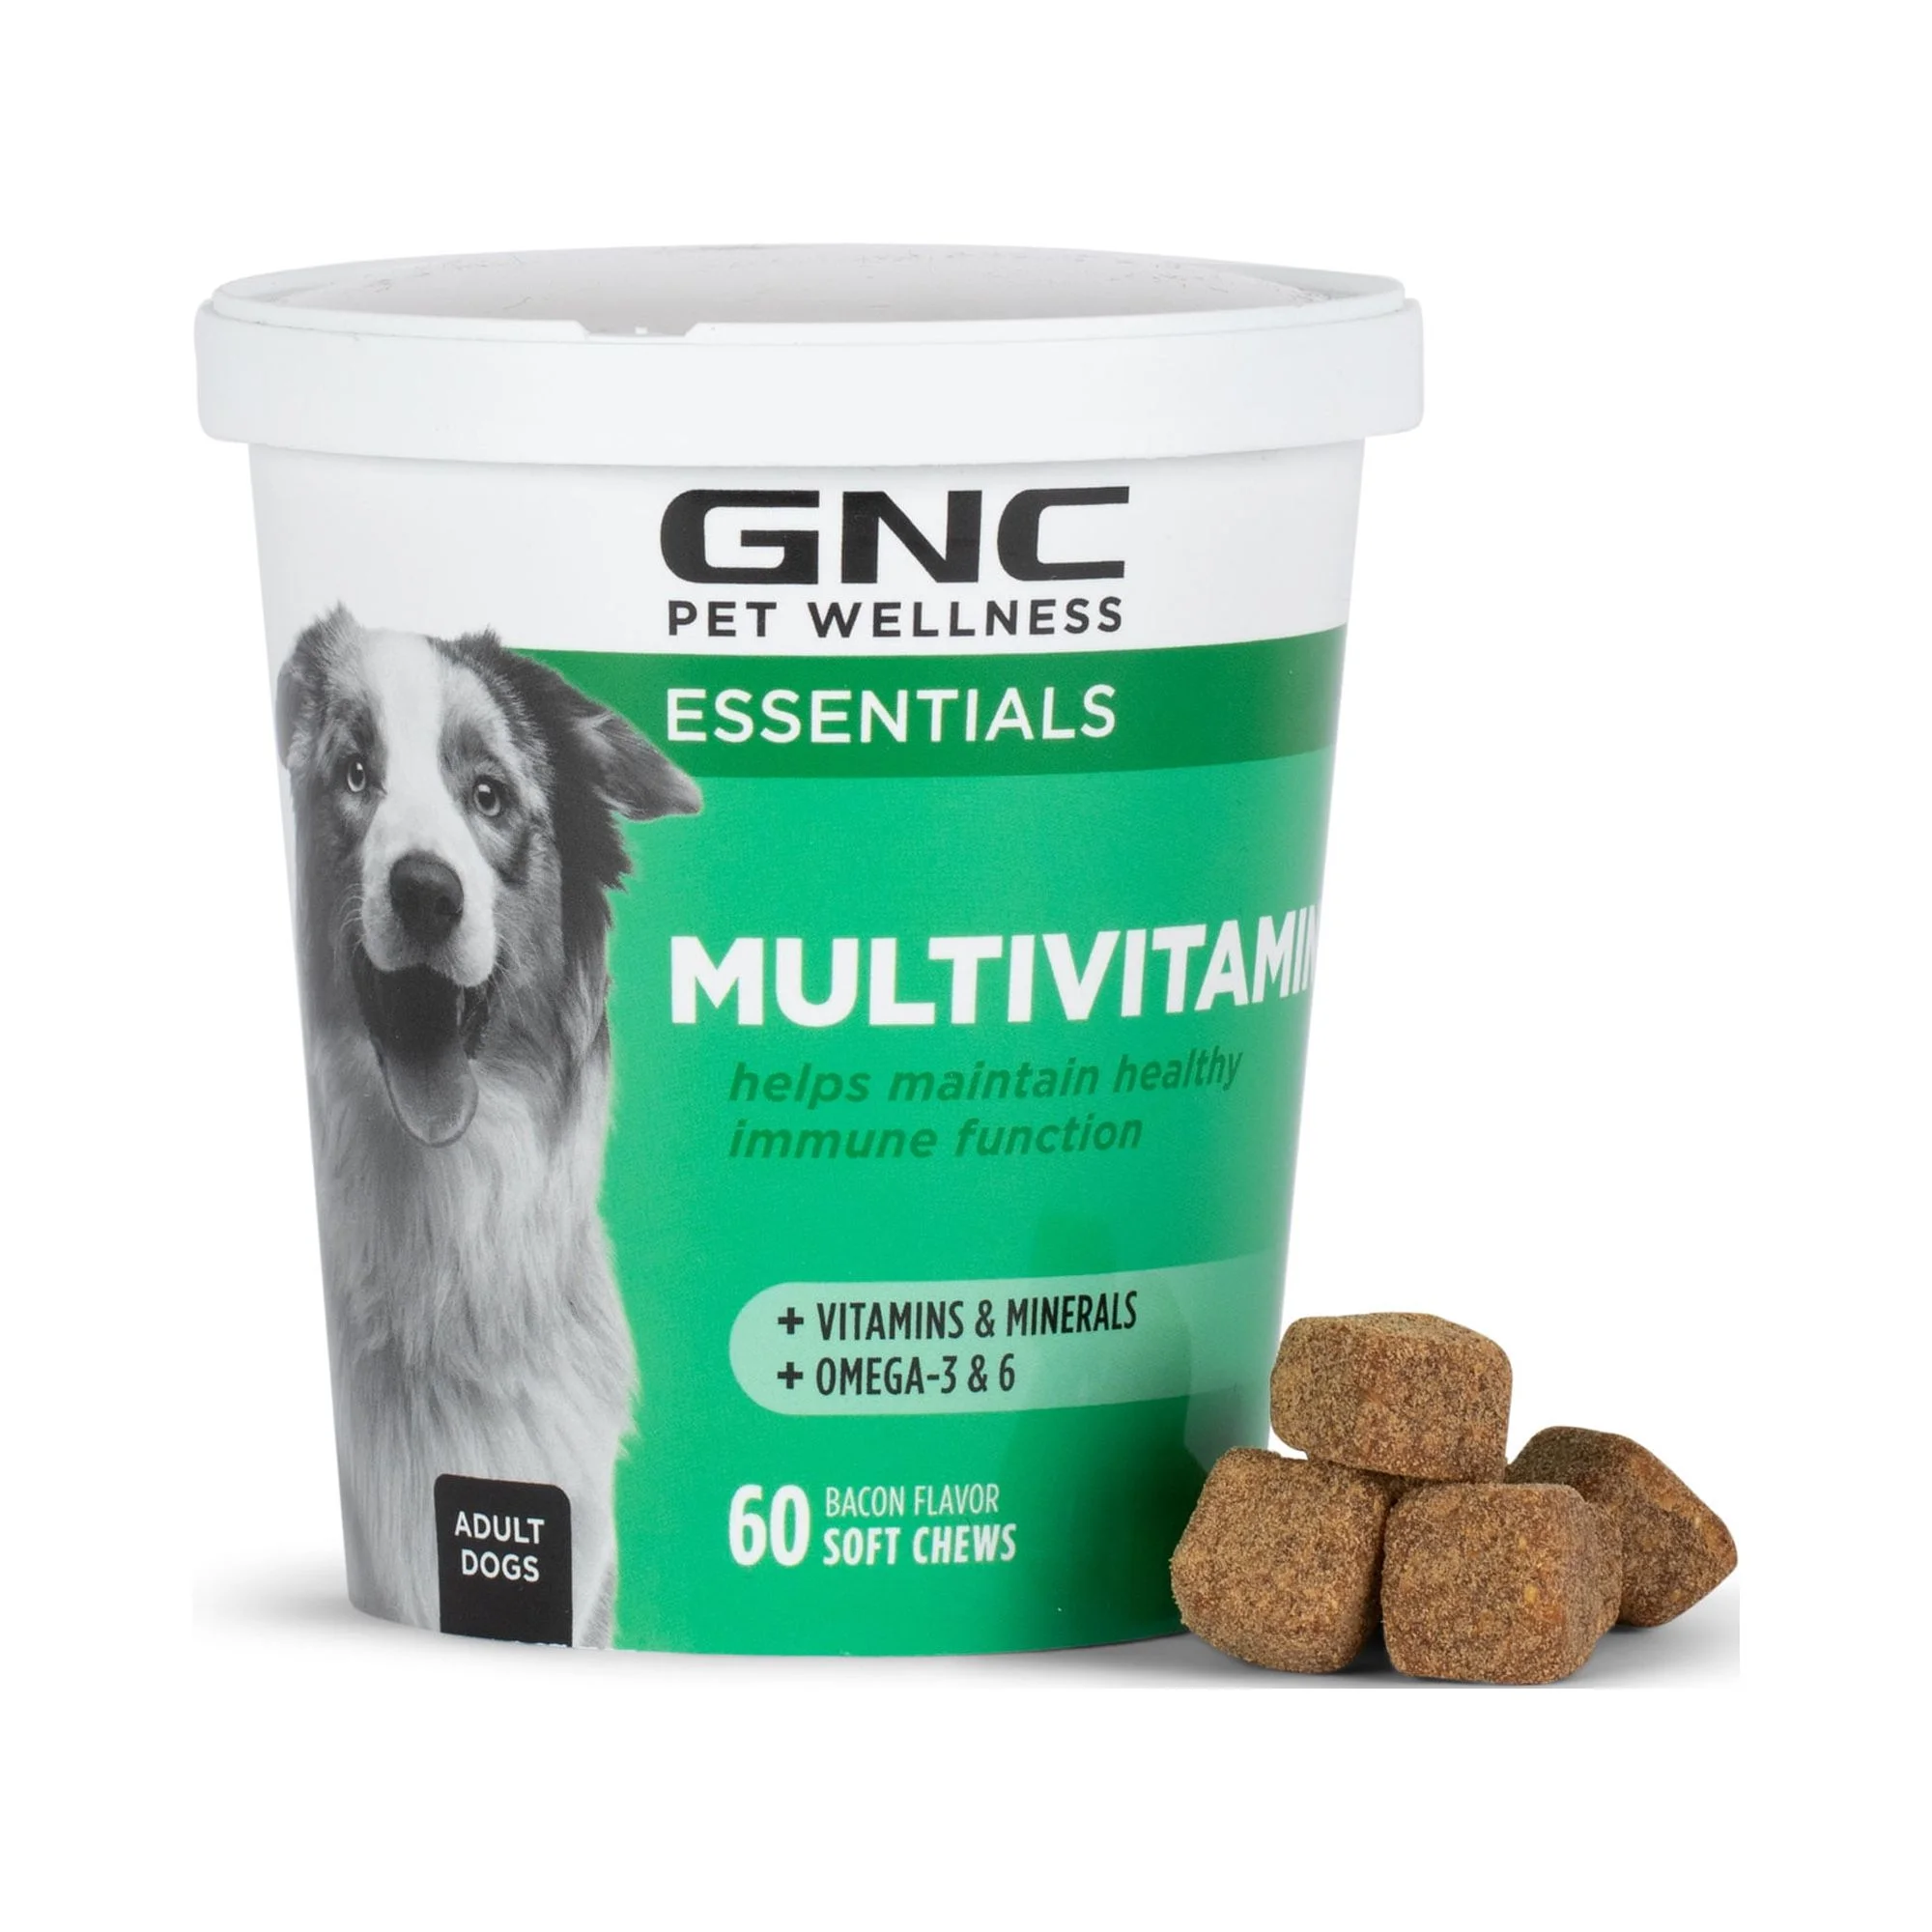 GNC
PET WELLNESS
ESSENTIALS
MULTIVITAMIN
helps maintain healthy
immune function
+ VITAMINS & MINERALS
+ OMEGA-3 & 6
60 BACON FLAVOR
SOFT CHEWS
ADULT
DOGS